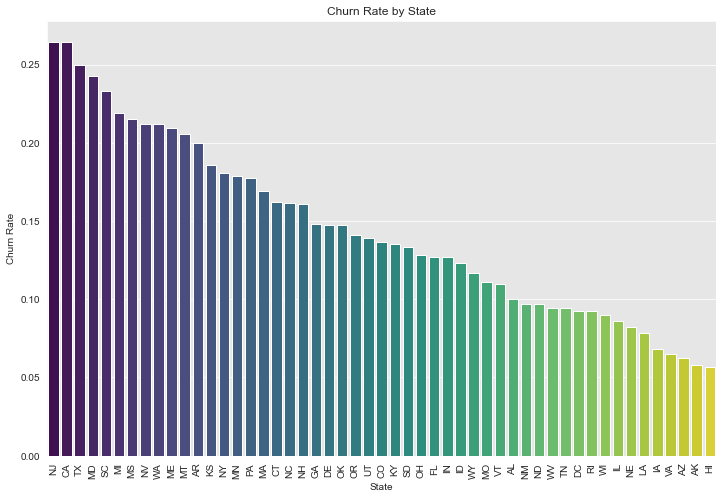 Churn Rate by State
Churn Rate
0.25
0.20
0.15
0.10
0.05
0.00
NJ CA TX MD SC MI MS NV WA ME MT AR KS NY MN PA MA CT NC NH GA DE OK OR UT CO KY SD OH FL IN ID WY MO VT AL NM ND WV TN DC RI WI IL NE LA IA VA AZ AK HI
State